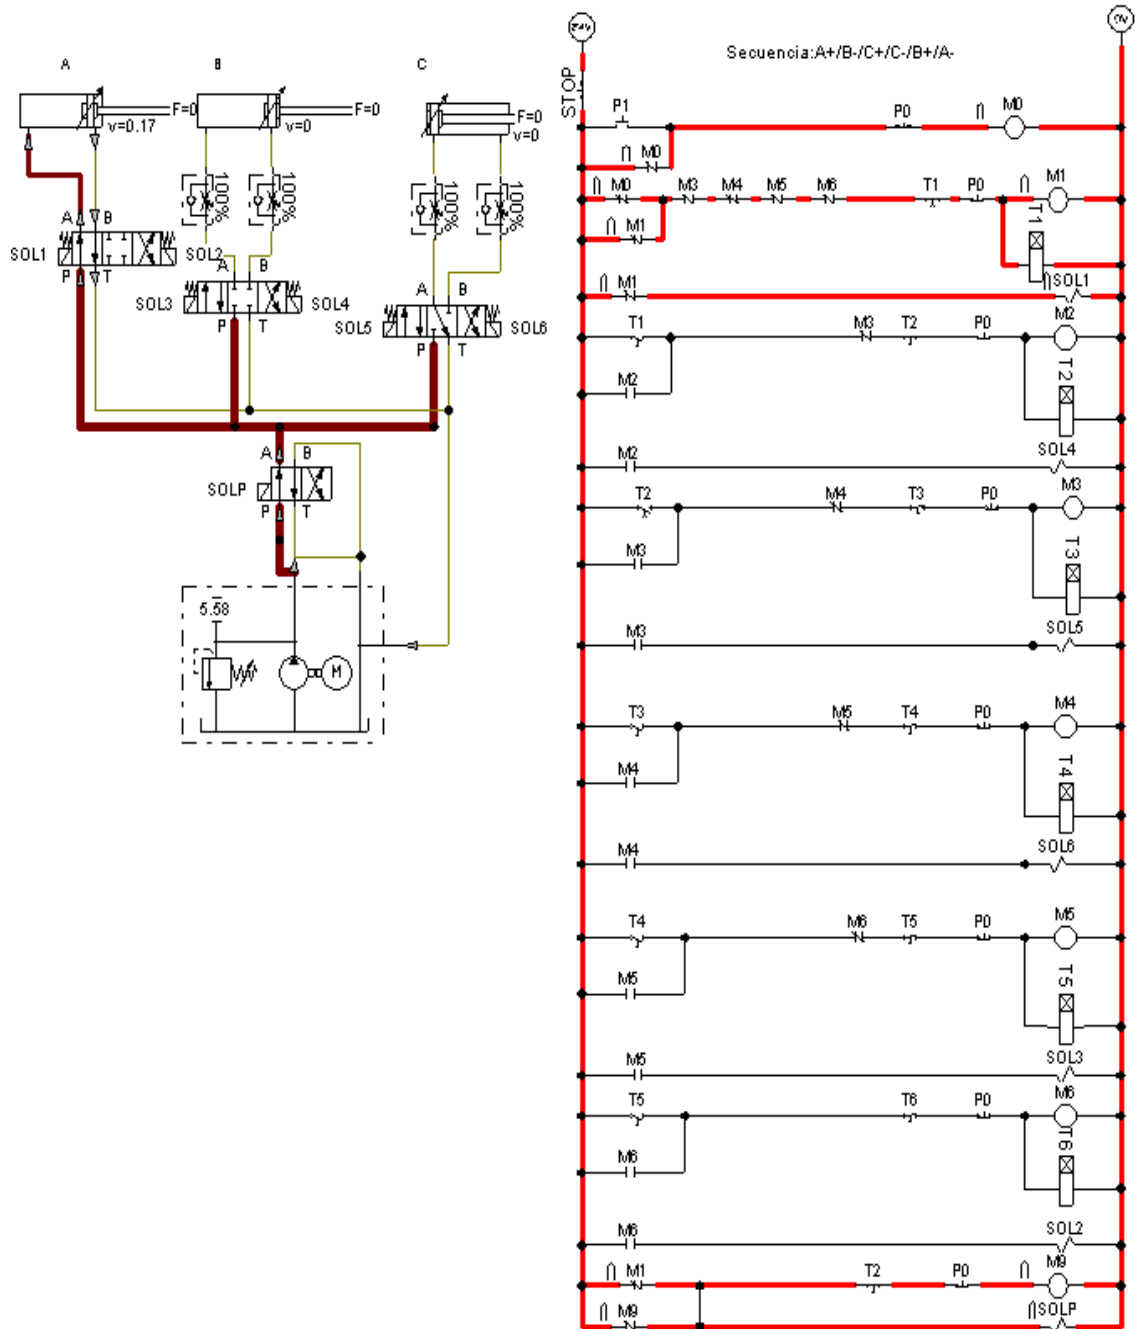 24V
0V
Secuencia:A+/B-/C+/C-/B+/A-
A B C
STOP
F=0
v=0.17
F=0
v=0
F=0
v=0
P1 P0 M0
M0
100% 100% 100% 100%
M0 M3 M4 M5 M6 T1 P0 M1
M1
T1
A B
SOL1 SOL2
P T
A B
SOL3 SOL4
P T
A B
SOL5 SOL6
P T
M1 SOL1
T1 M3 T2 P0 M2
M2
T2
A B
SOLP
P T
M2 SOL4
T2 M4 T3 P0 M3
M3
T3
5.58
M
M3 SOL5
T3 M5 T4 P0 M4
M4
T4
M4 SOL6
T4 M6 T5 P0 M5
M5
T5
M5 SOL3
T5 T6 P0 M6
M6
T6
M6 SOL2
M1 T2 P0 M9
M9 SOLP